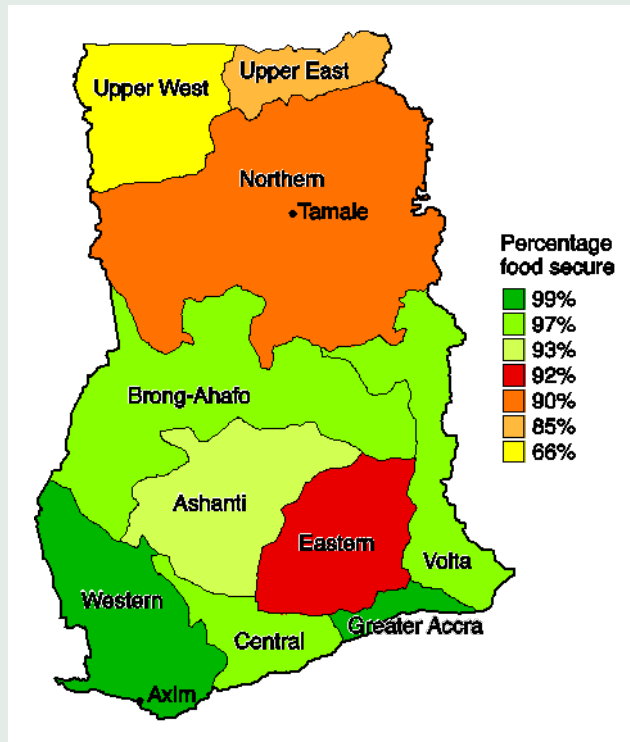 Upper East
Upper West
Northern
Tamale
Percentage
food secure
99%
97%
93%
92%
90%
85%
66%
Brong-Ahafo
Ashanti
Eastern
Volta
Western
Greater Accra
Central
Axim